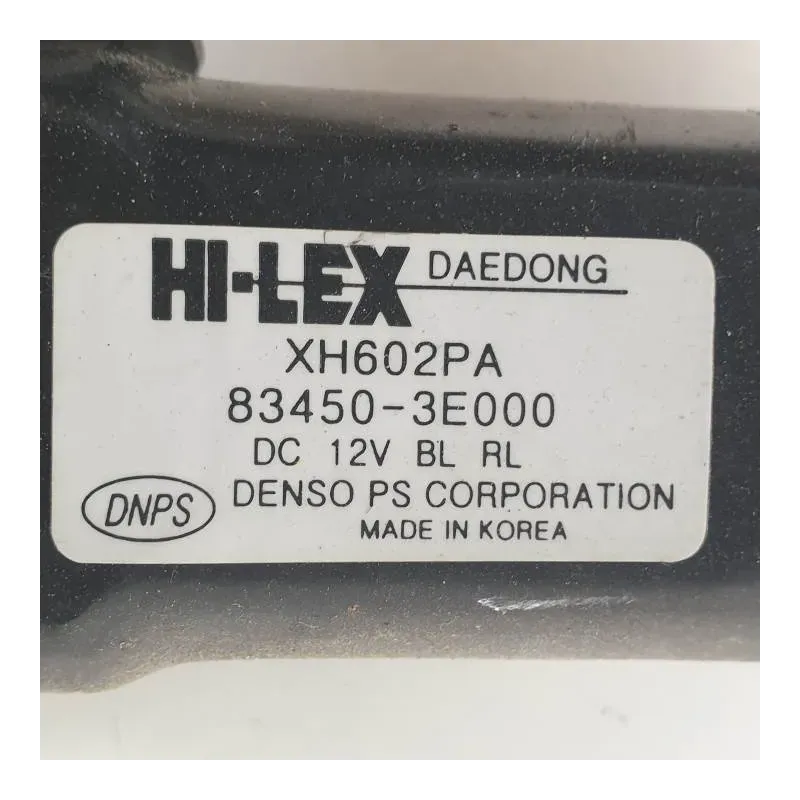 HI-LEX DAEDONG
XH602PA
83450-3E000
DC 12V BL RL
DNPS DENSO PS CORPORATION
MADE IN KOREA